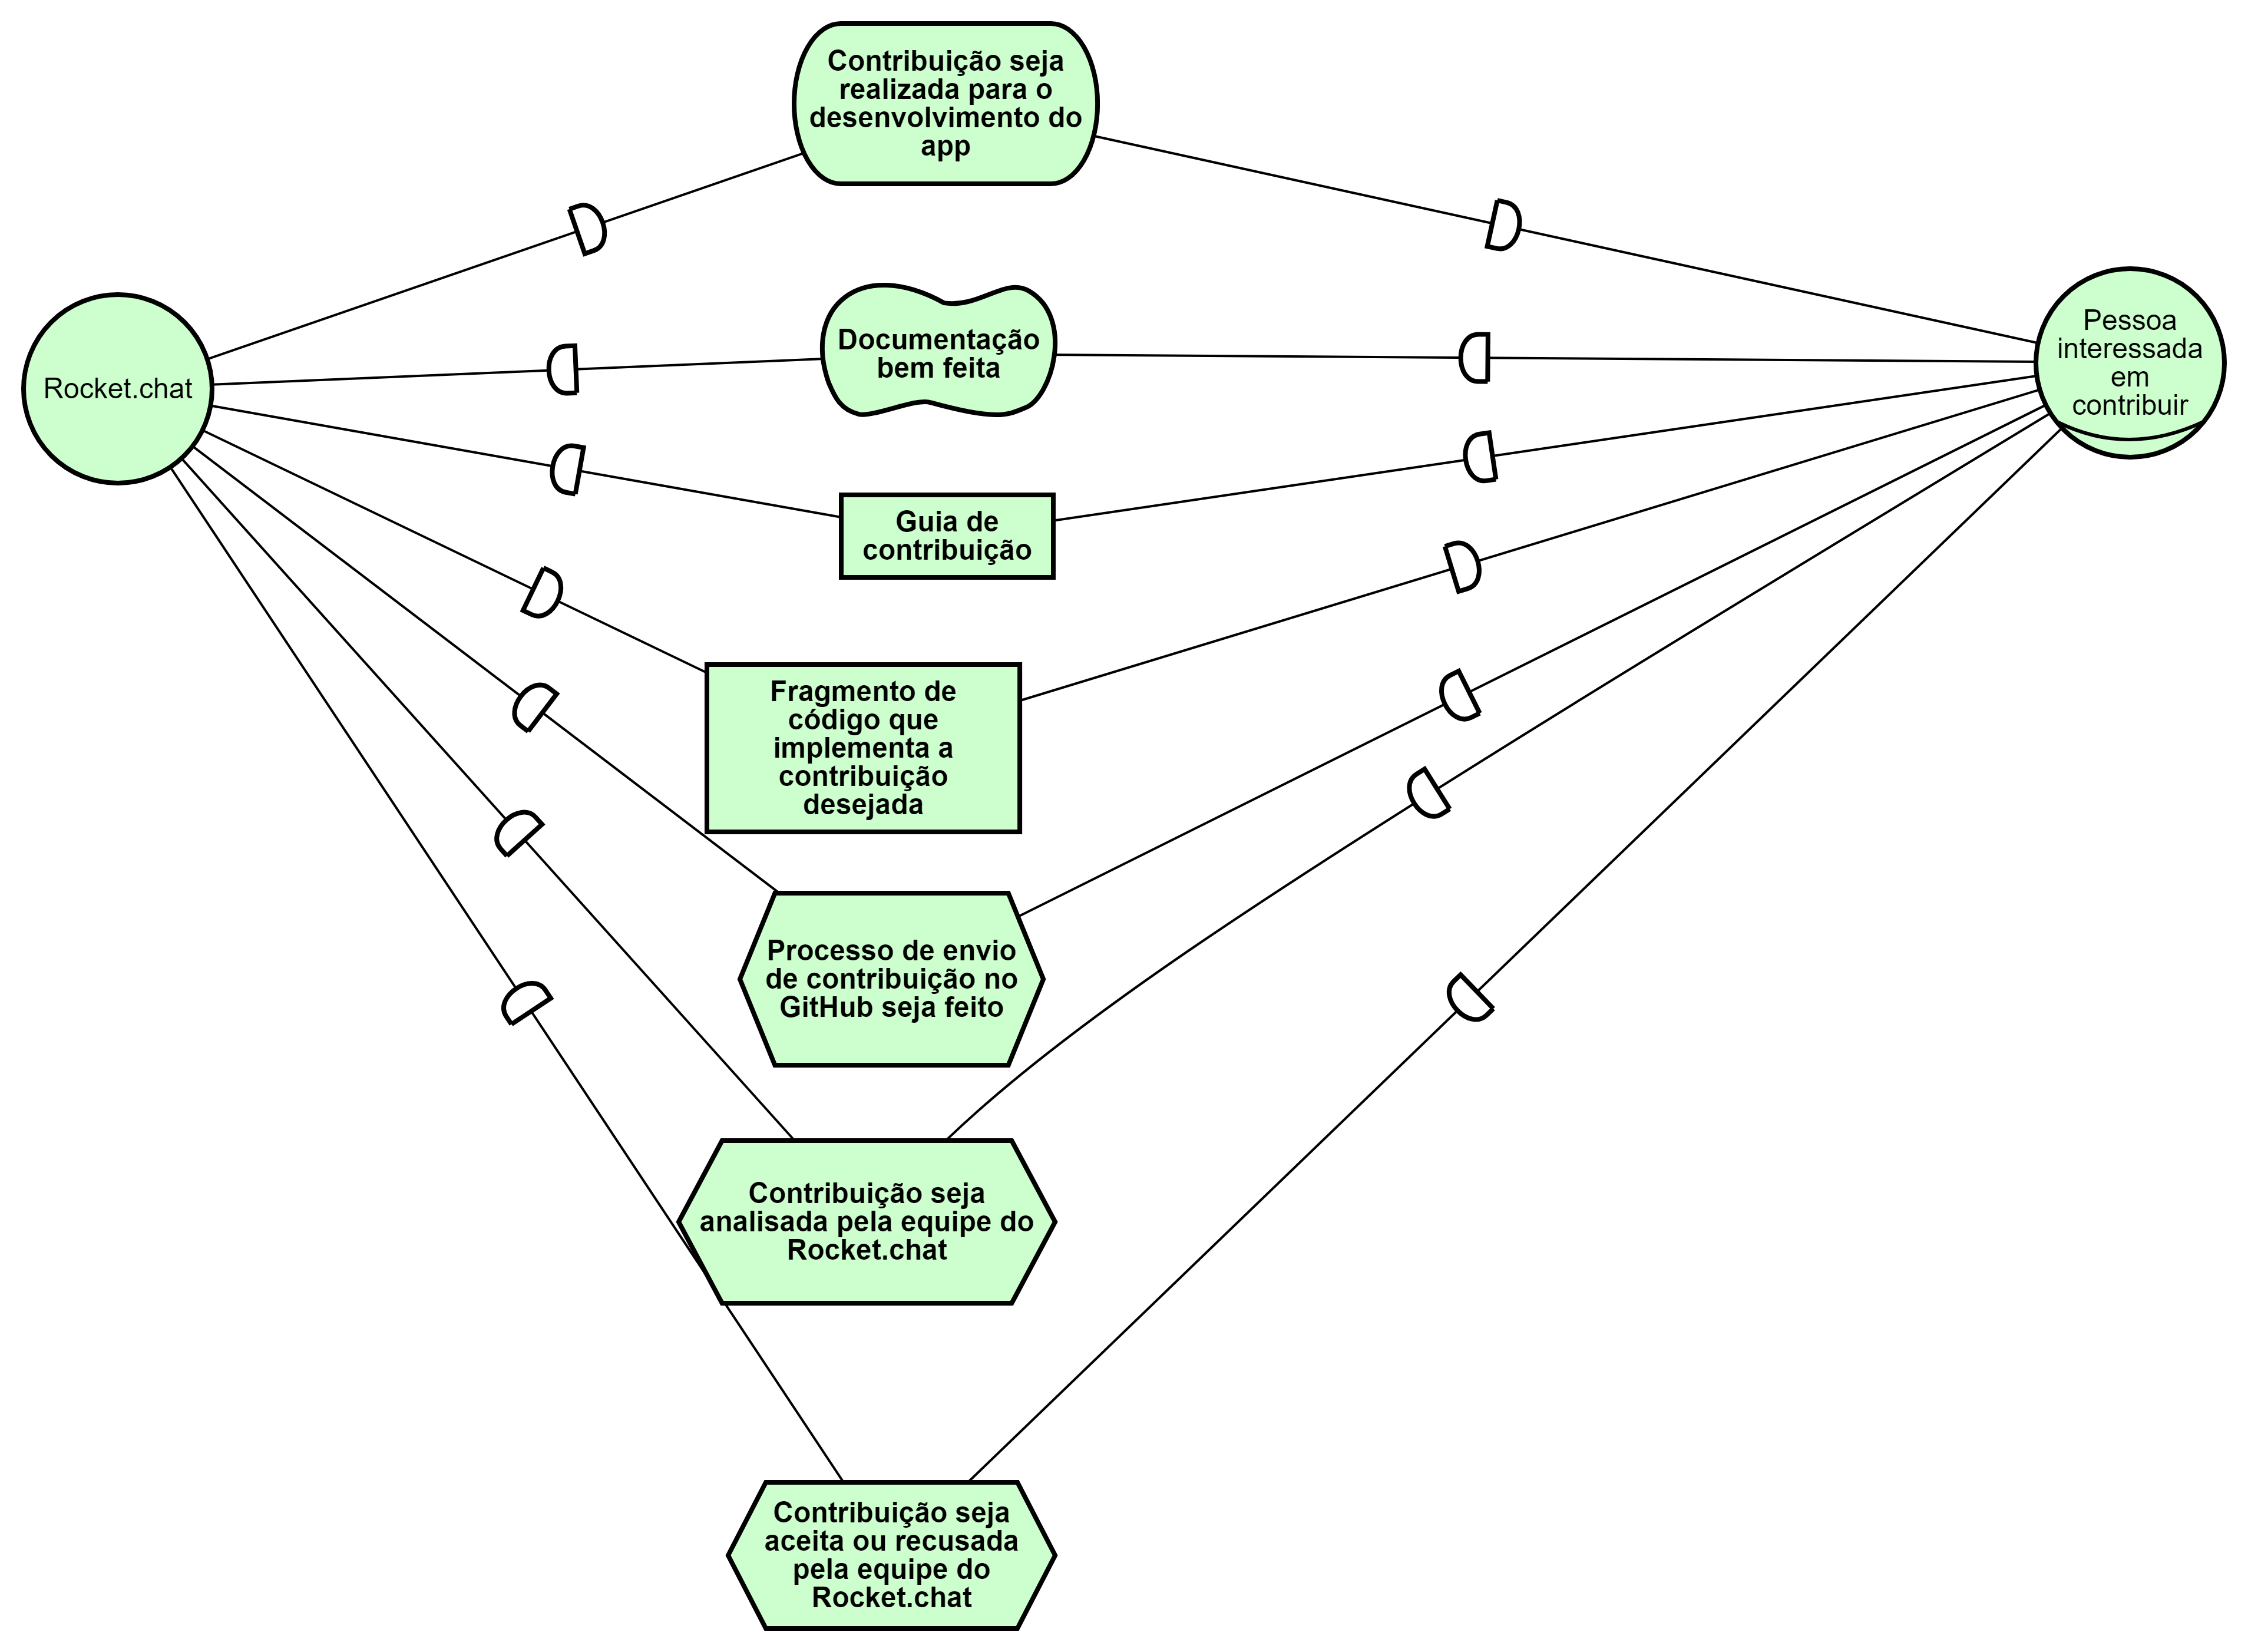 Contribuição seja
realizada para o
desenvolvimento do
app
Rocket.chat
Documentação
bem feita
Pessoa
interessada
em
contribuir
Guia de
contribuição
Fragmento de
código que
implementa a
contribuição
desejada
Processo de envio
de contribuição no
GitHub seja feito
Contribuição seja
analisada pela equipe do
Rocket.chat
Contribuição seja
aceita ou recusada
pela equipe do
Rocket.chat